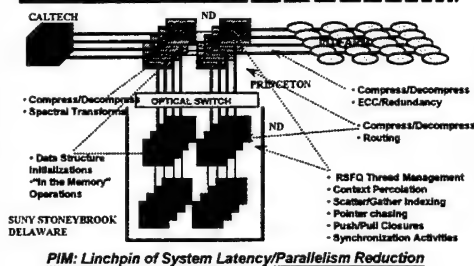 CALTECH
ND
PRINCETON
• Compress/Decompress
• Spectral Transforms
OPTICAL SWITCH
• Compress/Decompress
• ECC/Redundancy
ND
• Compress/Decompress
• Routing
• Data Structure
Initializations
• "In the Memory"
Operations
• RSFQ Thread Management
• Context Percolation
• Scatter/Gather Indexing
• Pointer chasing
• Push/Pull Closures
• Synchronization Activities
SUNY STONEYBROOK
DELAWARE
PIM: Linchpin of System Latency/Parallelism Reduction